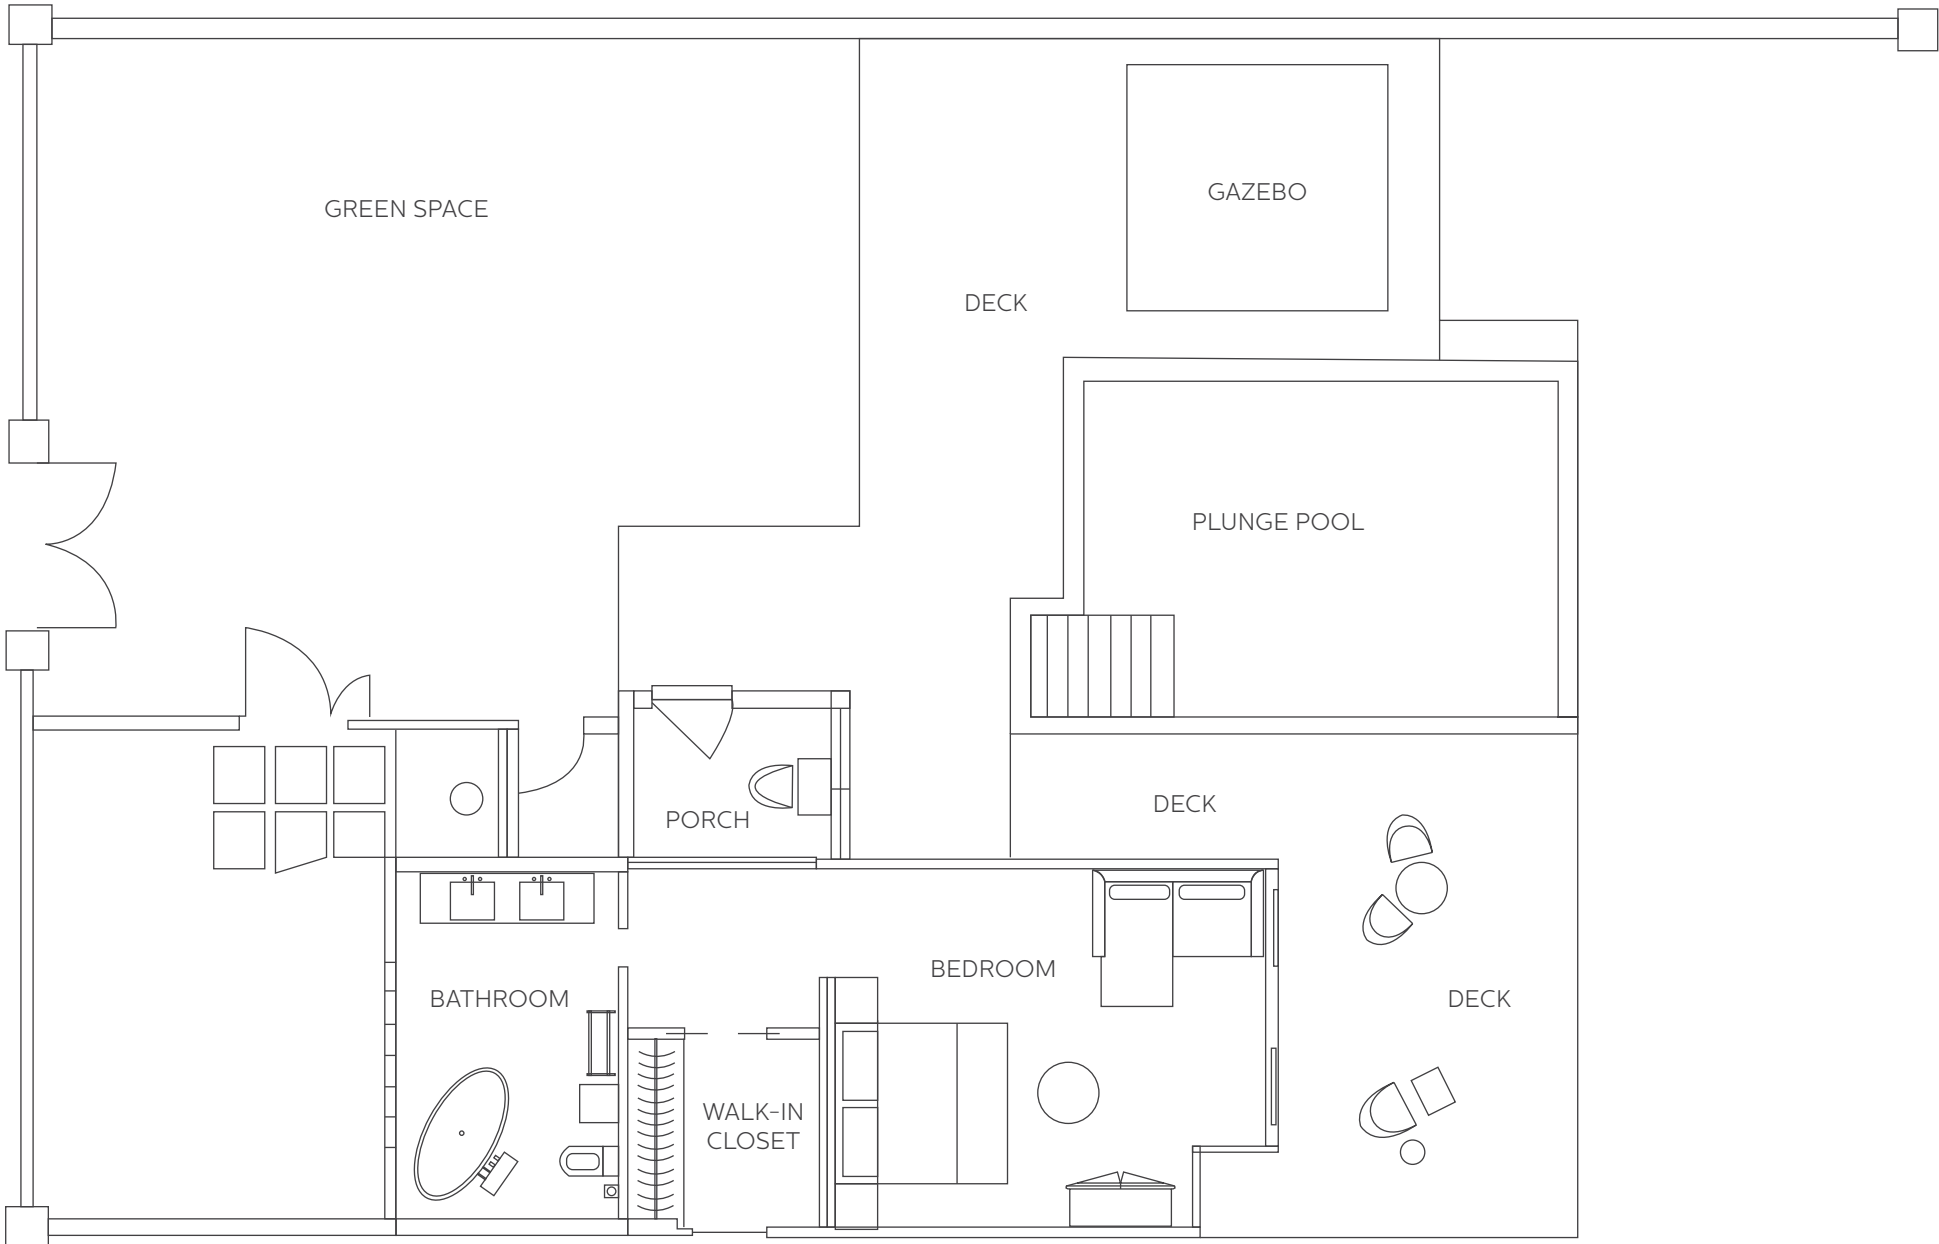 GAZEBO
GREEN SPACE
DECK
PLUNGE POOL
DECK
PORCH
BEDROOM
BATHROOM
DECK
WALK-IN
CLOSET